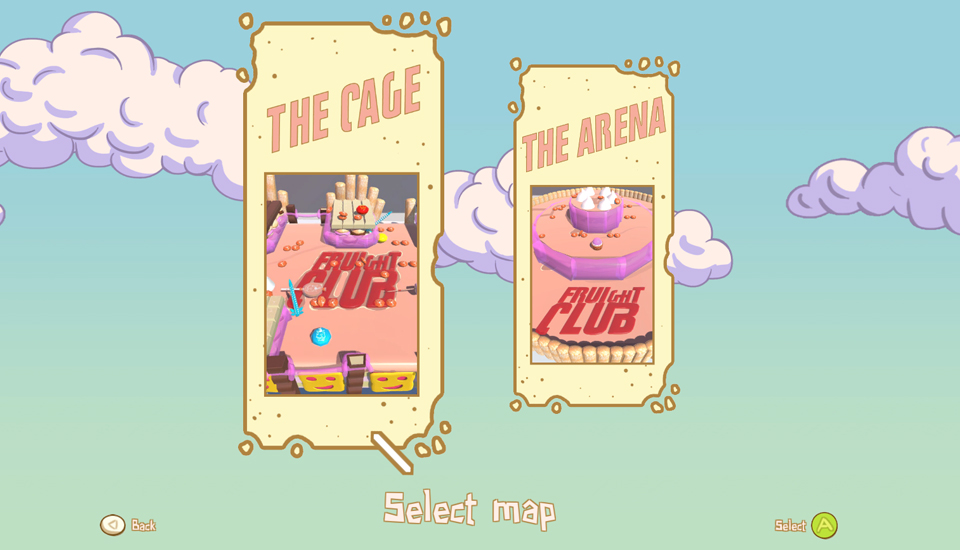 THE CAGE
FRUIGHT
CLUB
THE ARENA
FRUIGHT
CLUB
Select map
Back
Select A